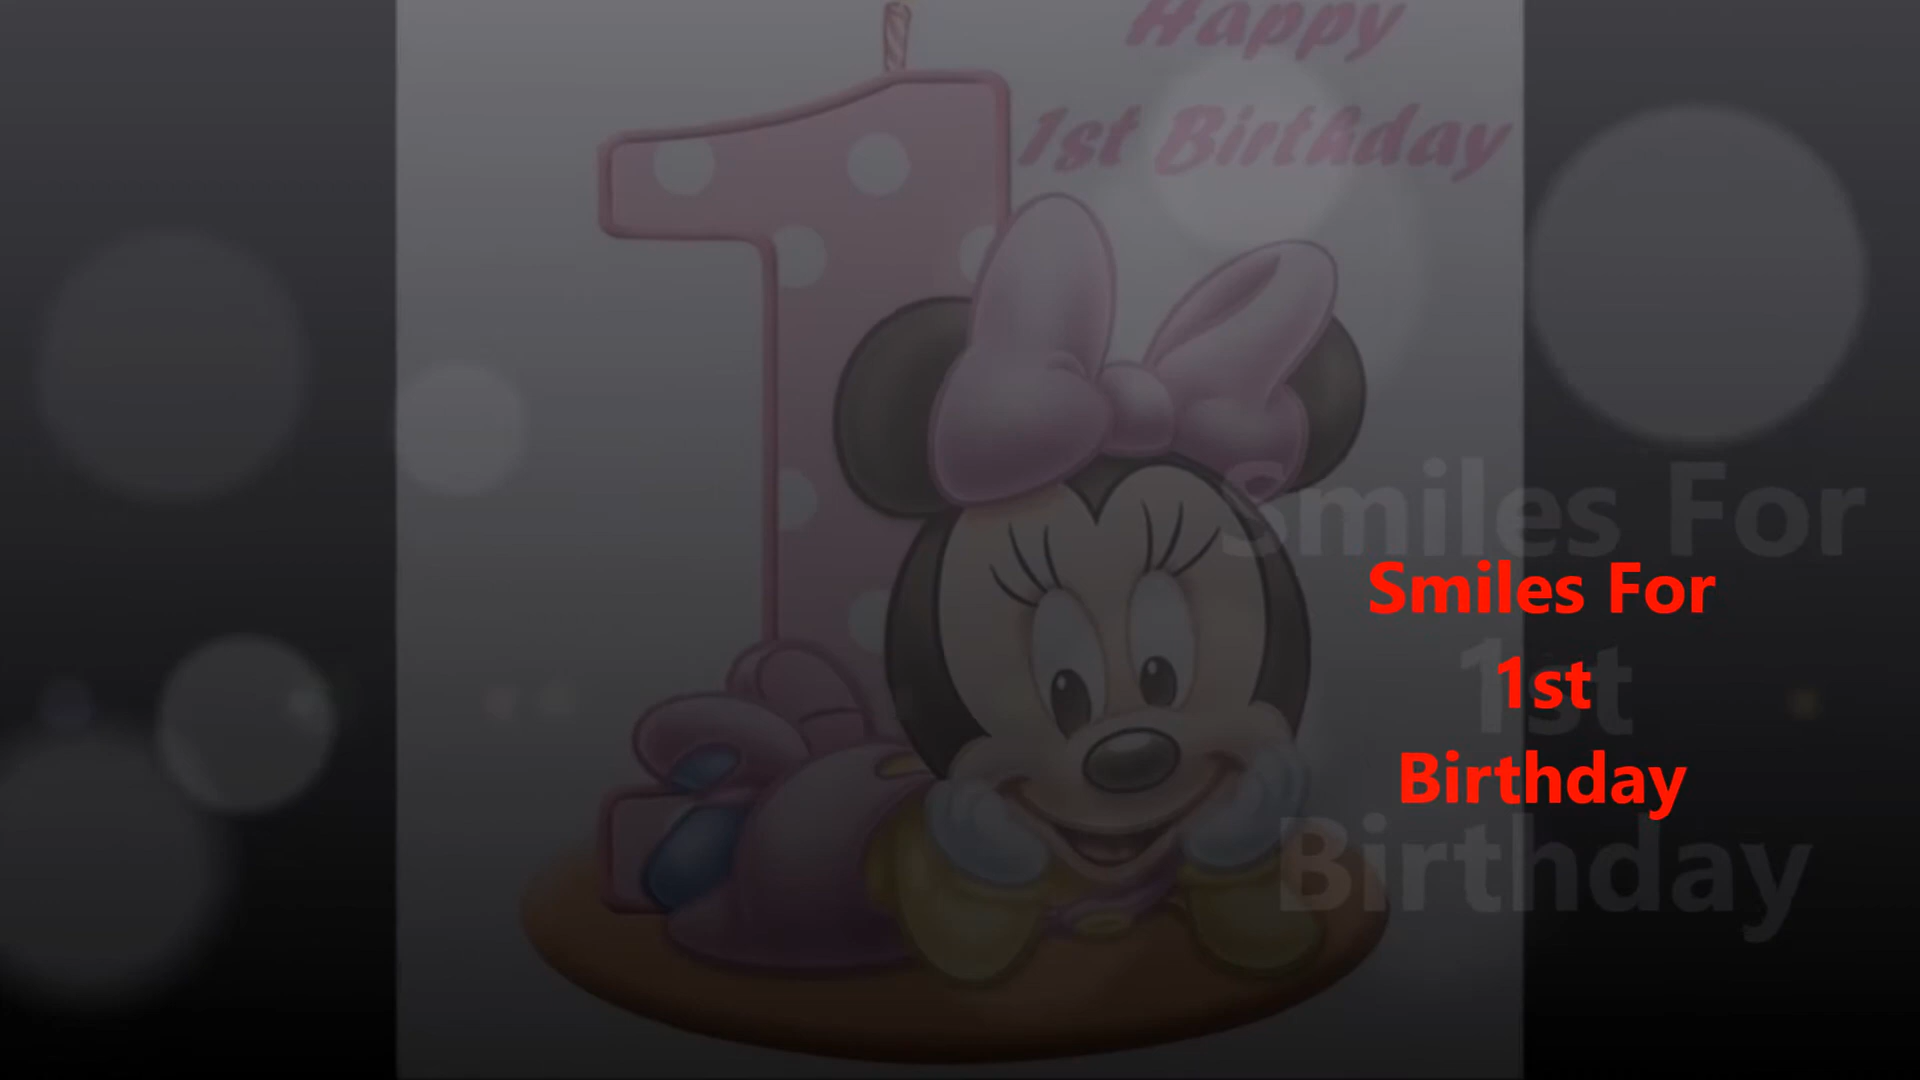 Happy
1st Birthday
Smiles For
Smiles For
1st
1st
Birthday
Birthday